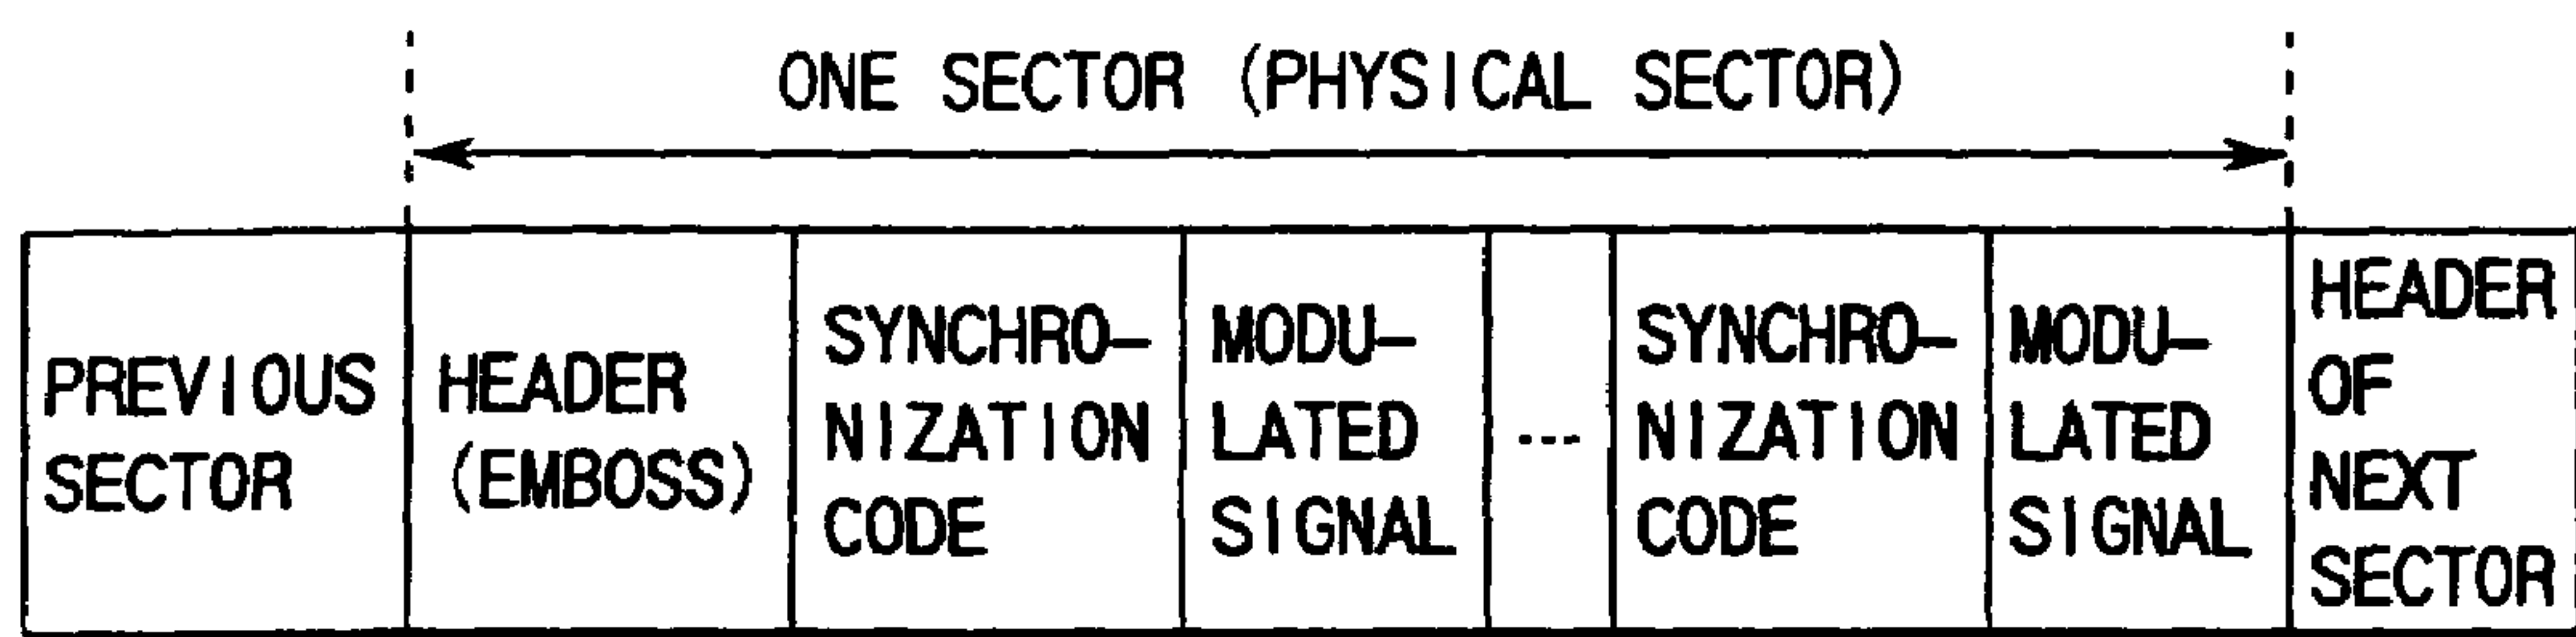 ONE SECTOR (PHYSICAL SECTOR)
PREVIOUS
SECTOR
HEADER
(EMBOSS)
SYNCHRO-
NIZATION
CODE
MODU-
LATED
SIGNAL
---
SYNCHRO-
NIZATION
CODE
MODU-
LATED
SIGNAL
HEADER
OF
NEXT
SECTOR